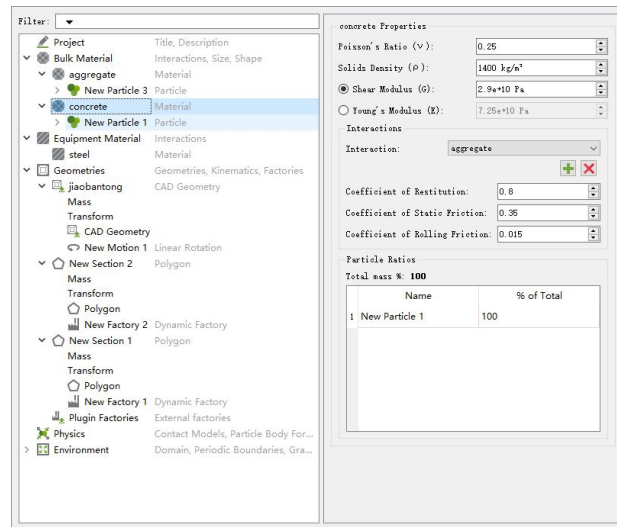 Filter:
Project Title, Description
Bulk Material Interactions, Size, Shape
aggregate Material
New Particle 3 Particle
concrete Material
New Particle 1 Particle
Equipment Material Interactions
steel Material
Geometries Geometries, Kinematics, Factories
jiaobantong CAD Geometry
Mass
Transform
CAD Geometry
New Motion 1 Linear Rotation
New Section 2 Polygon
Mass
Transform
Polygon
New Factory 2 Dynamic Factory
New Section 1 Polygon
Mass
Transform
Polygon
New Factory 1 Dynamic Factory
Plugin Factories External factories
Physics Contact Models, Particle Body For...
Environment Domain, Periodic Boundaries, Gra...
concrete Properties
Poisson's Ratio (ν): 0.25
Solids Density (ρ): 1400 kg/m³
Shear Modulus (G): 2.9e+10 Pa
Young's Modulus (E): 7.25e+10 Pa
Interactions
Interaction: aggregate
Coefficient of Restitution: 0.8
Coefficient of Static Friction: 0.35
Coefficient of Rolling Friction: 0.015
Particle Ratios
Total mass %: 100
Name % of Total
1 New Particle 1 100